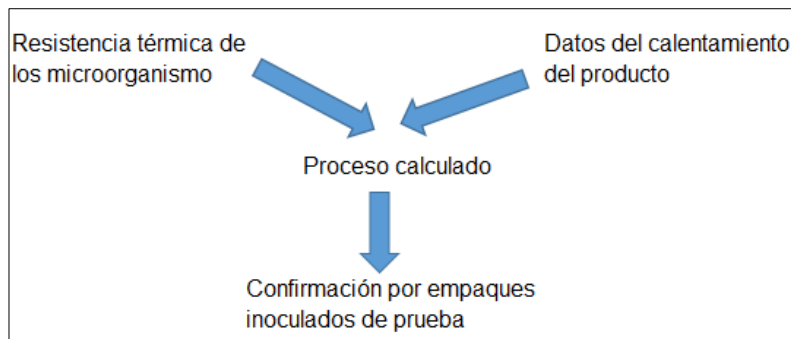 Resistencia térmica de
los microorganismo
Datos del calentamiento
del producto
Proceso calculado
Confirmación por empaques
inoculados de prueba